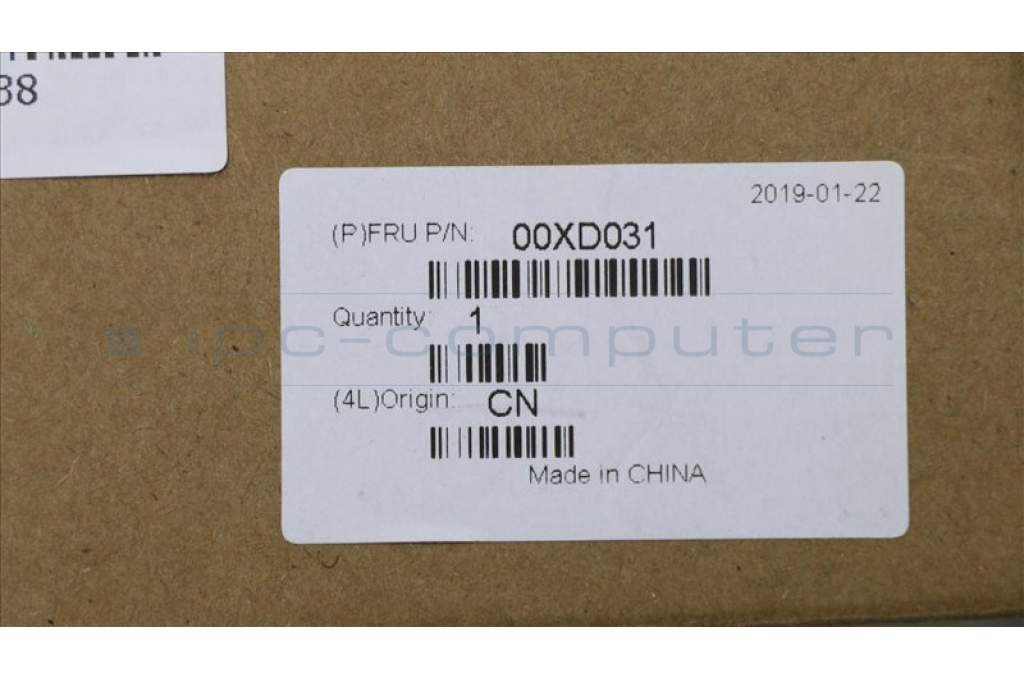 38
2019-01-22
(P)FRU P/N: 00XD031
Quantity: 1
ipc-computer
(4L)Origin: CN
Made in CHINA